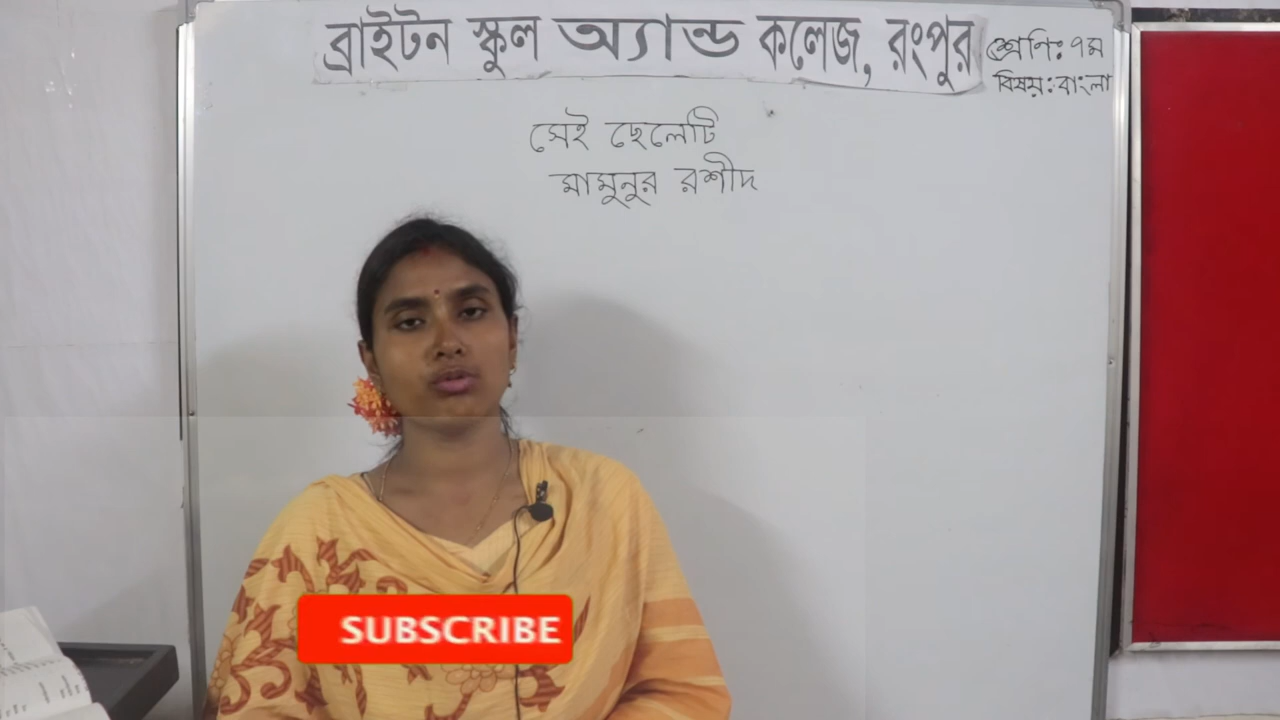 ব্রাইটন স্কুল অ্যান্ড কলেজ, রংপুর
শ্রেণি: ৭ম
বিষয়: বাংলা
সেই ছেলেটি
মামুনুর রশীদ
SUBSCRIBE